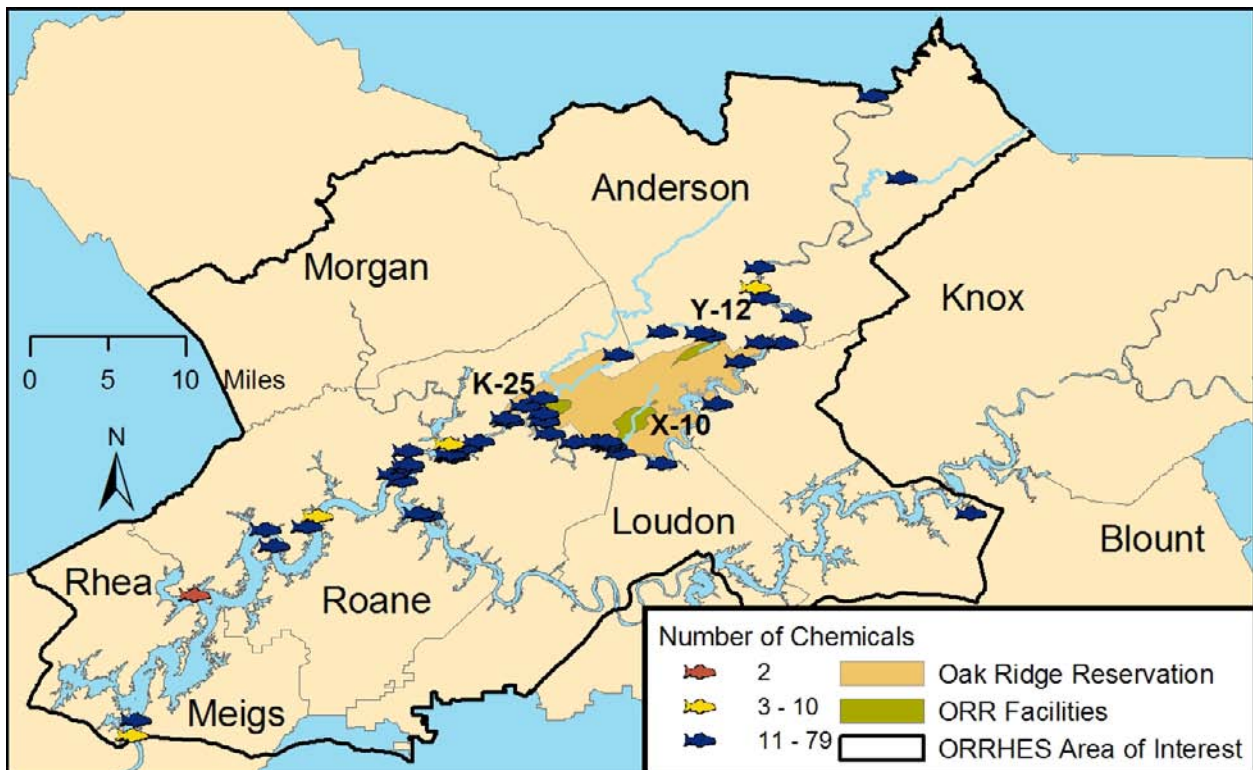 Anderson
Morgan
Knox
Y-12
0 5 10 Miles
K-25
X-10
N
Loudon
Blount
Rhea
Roane
Meigs
Number of Chemicals
2 Oak Ridge Reservation
3 - 10 ORR Facilities
11 - 79 ORRHES Area of Interest